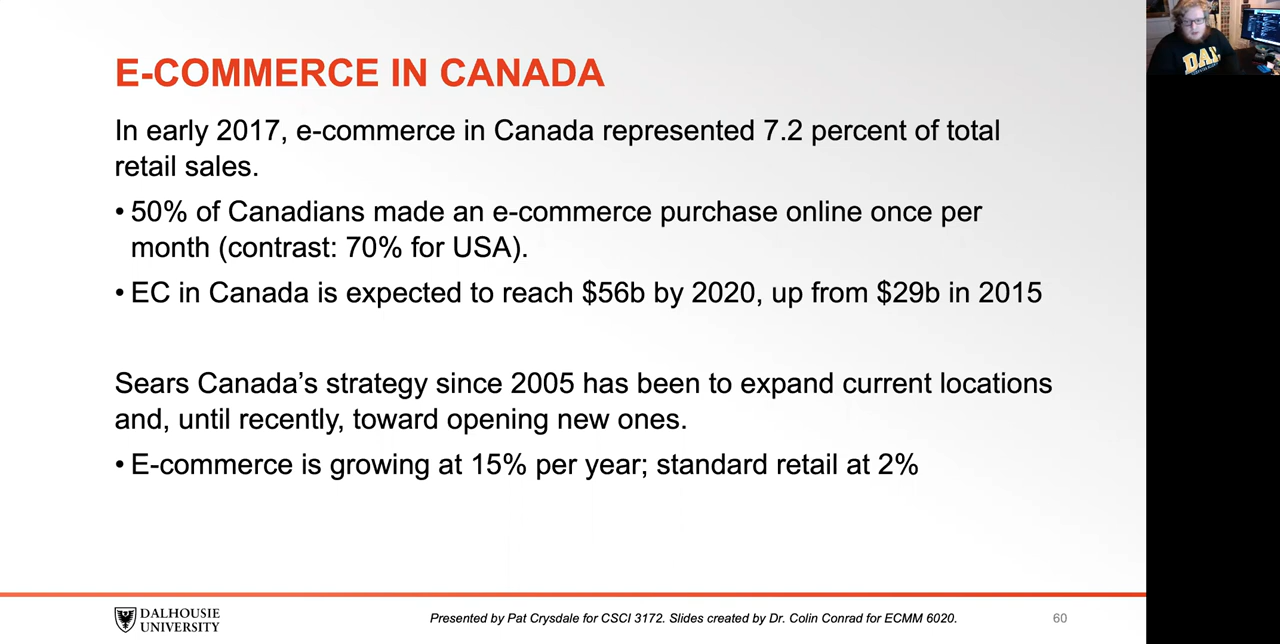 E-COMMERCE IN CANADA
In early 2017, e-commerce in Canada represented 7.2 percent of total
retail sales.
• 50% of Canadians made an e-commerce purchase online once per
month (contrast: 70% for USA).
• EC in Canada is expected to reach $56b by 2020, up from $29b in 2015
Sears Canada’s strategy since 2005 has been to expand current locations
and, until recently, toward opening new ones.
• E-commerce is growing at 15% per year; standard retail at 2%
DALHOUSIE
UNIVERSITY
Presented by Pat Crysdale for CSCI 3172. Slides created by Dr. Colin Conrad for ECMM 6020.
60
DAL